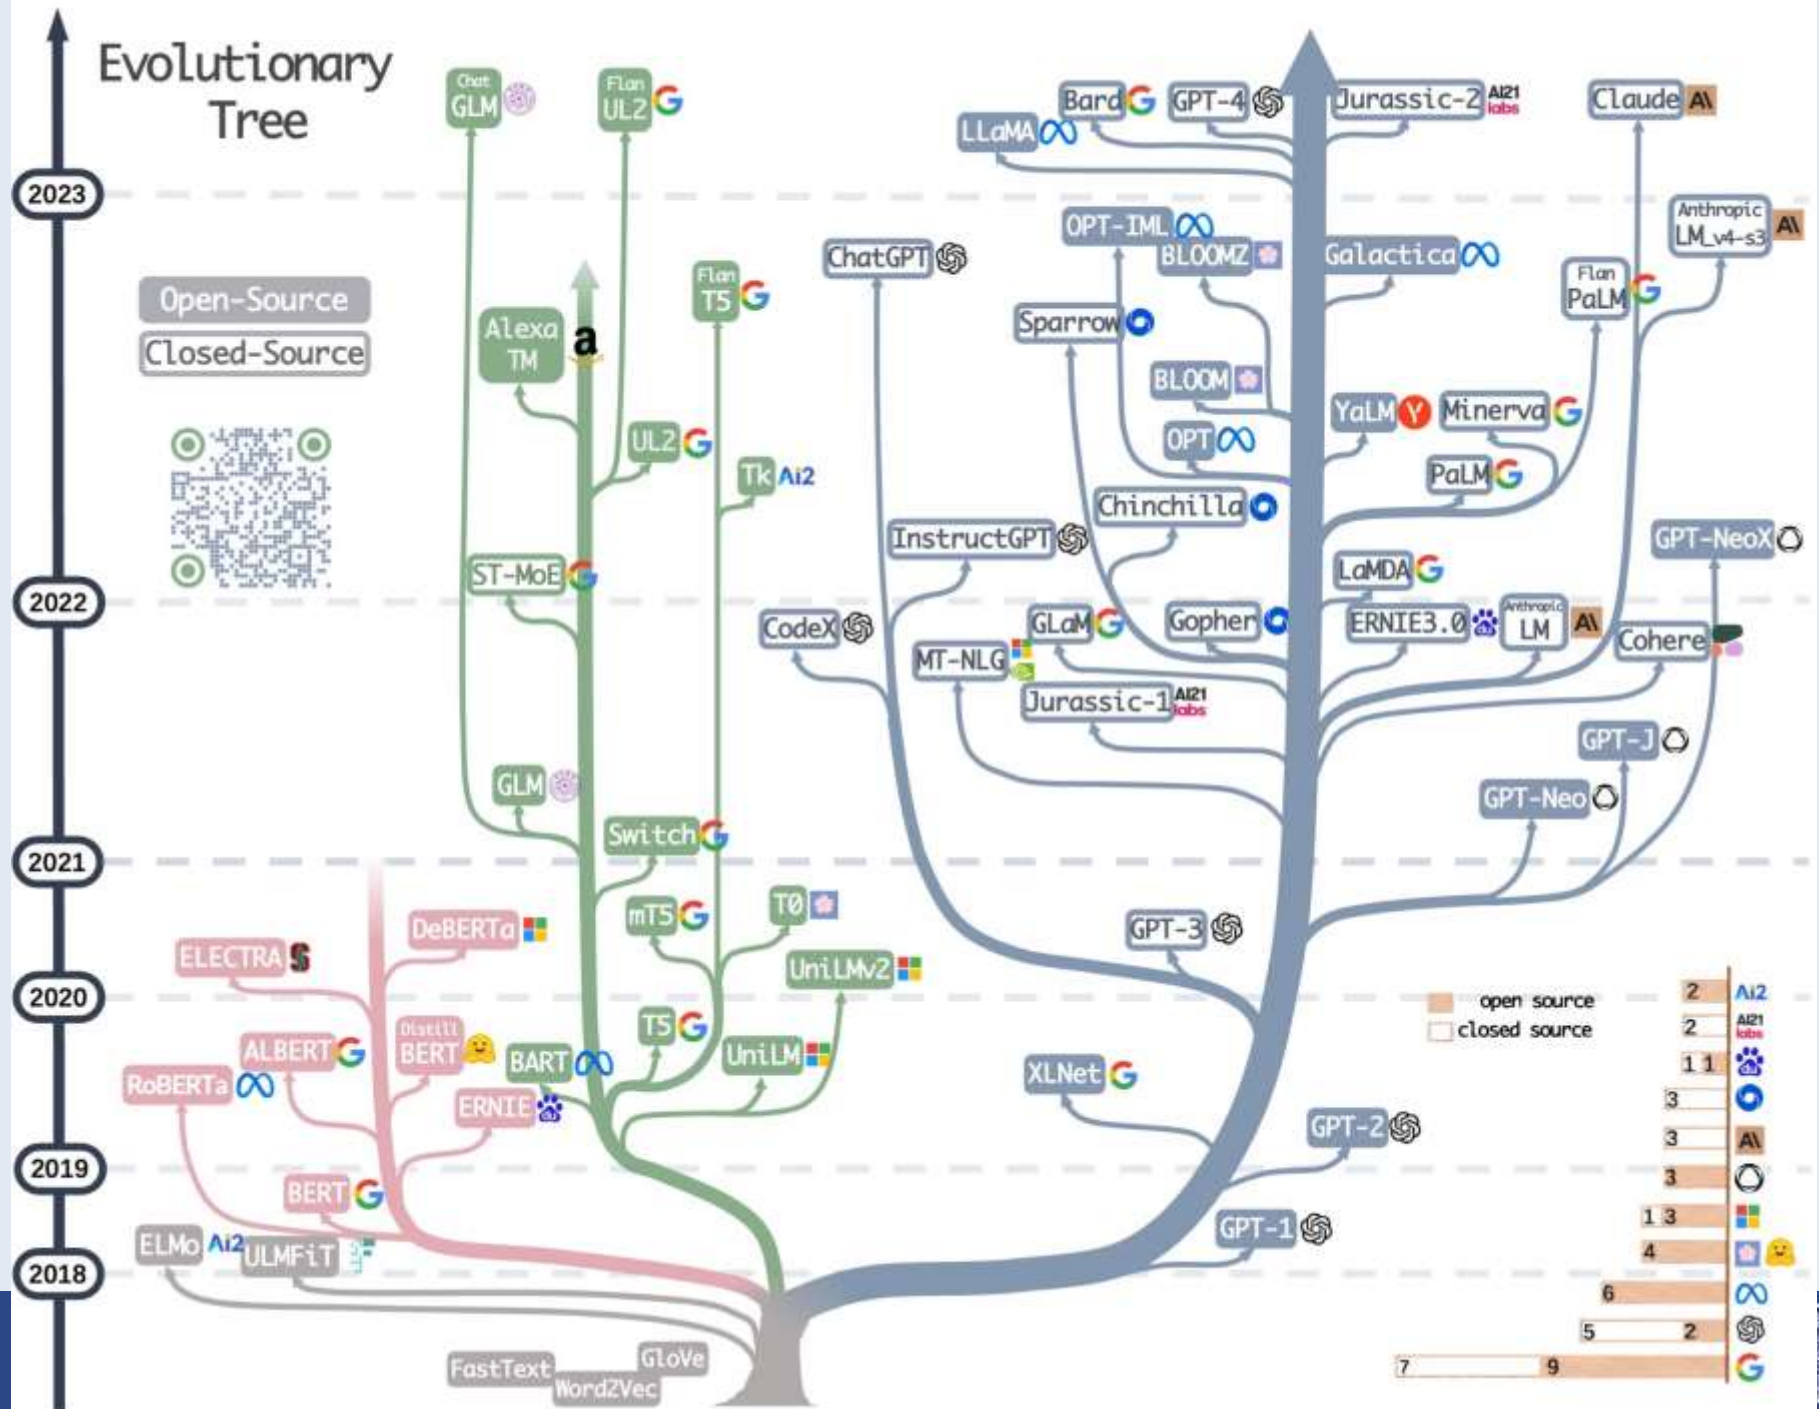 Evolutionary
Tree
Open-Source
Closed-Source
2023
2022
2021
2020
2019
2018
Chat
GLM
Flan
UL2
Alexa
TM
a
Flan
T5
UL2
Tk
Ai2
ST-MoE
GLM
Switch
mT5
T0
UniLMv2
T5
BART
UniLM
DeBERTa
ELECTRA
Distill
BERT
ALBERT
RoBERTa
ERNIE
BERT
ELMo
Ai2
ULMFiT
FastText
GloVe
Word2Vec
LLaMA
Bard
GPT-4
Jurassic-2
AI21
labs
Claude
A\
OPT-IML
BLOOMZ
Galactica
Anthropic
LM_v4-s3
A\
ChatGPT
Flan
PaLM
Sparrow
BLOOM
YaLM
Minerva
OPT
PaLM
Chinchilla
InstructGPT
GPT-NeoX
LaMDA
CodeX
GLaM
Gopher
ERNIE3.0
Anthropic
LM
A\
Cohere
MT-NLG
Jurassic-1
AI21
labs
GPT-J
GPT-Neo
GPT-3
XLNet
GPT-2
GPT-1
open source
closed source
2 Ai2
2 AI21
labs
1 1 du
3
3 A\
3
1 3
4
6
5 2
7 9 G